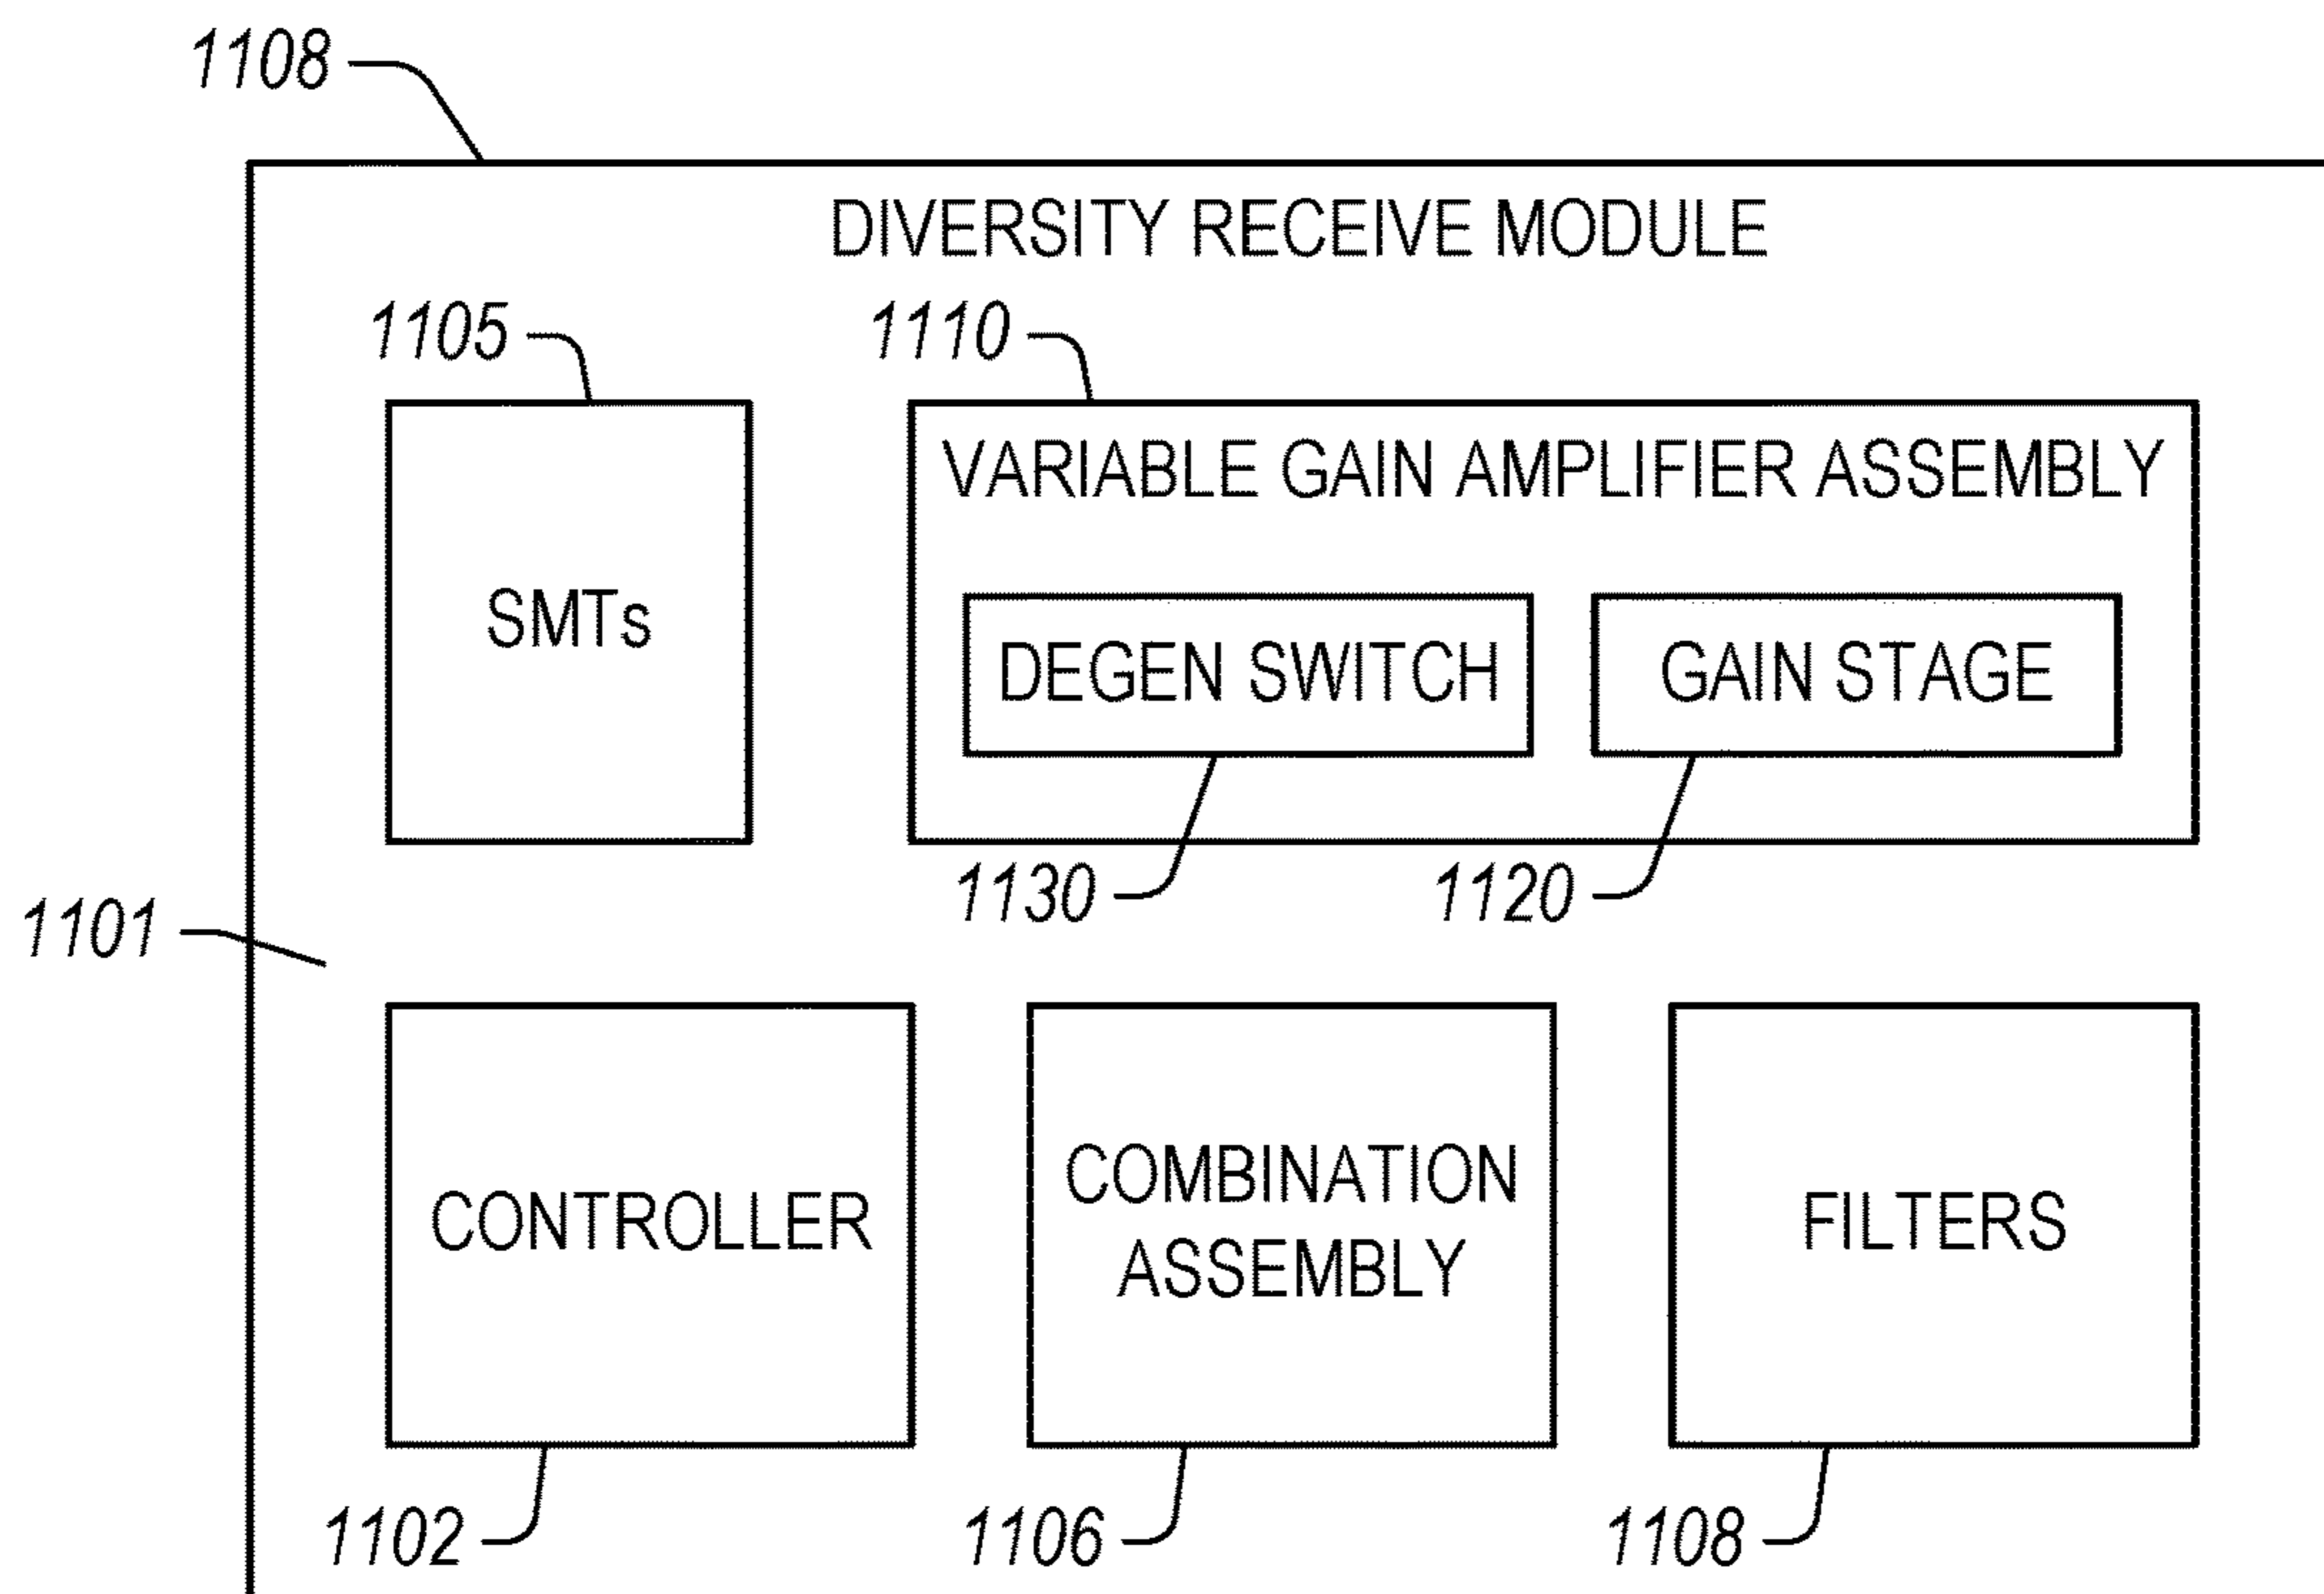 1108
DIVERSITY RECEIVE MODULE
1105
1110
VARIABLE GAIN AMPLIFIER ASSEMBLY
SMTs
DEGEN SWITCH
GAIN STAGE
1130
1120
1101
CONTROLLER
COMBINATION
ASSEMBLY
FILTERS
1102
1106
1108